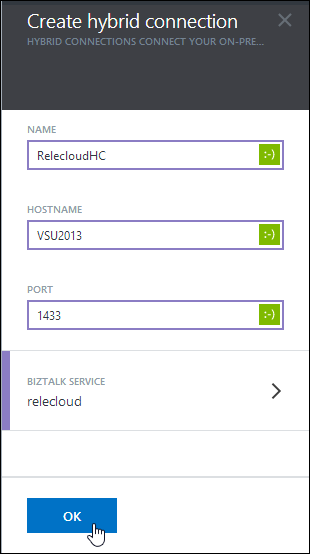 Create hybrid connection
HYBRID CONNECTIONS CONNECT YOUR ON-PRE...
NAME
RelecloudHC :-)
HOSTNAME
VSU2013 :-)
PORT
1433 :-)
BIZTALK SERVICE
relecloud
OK